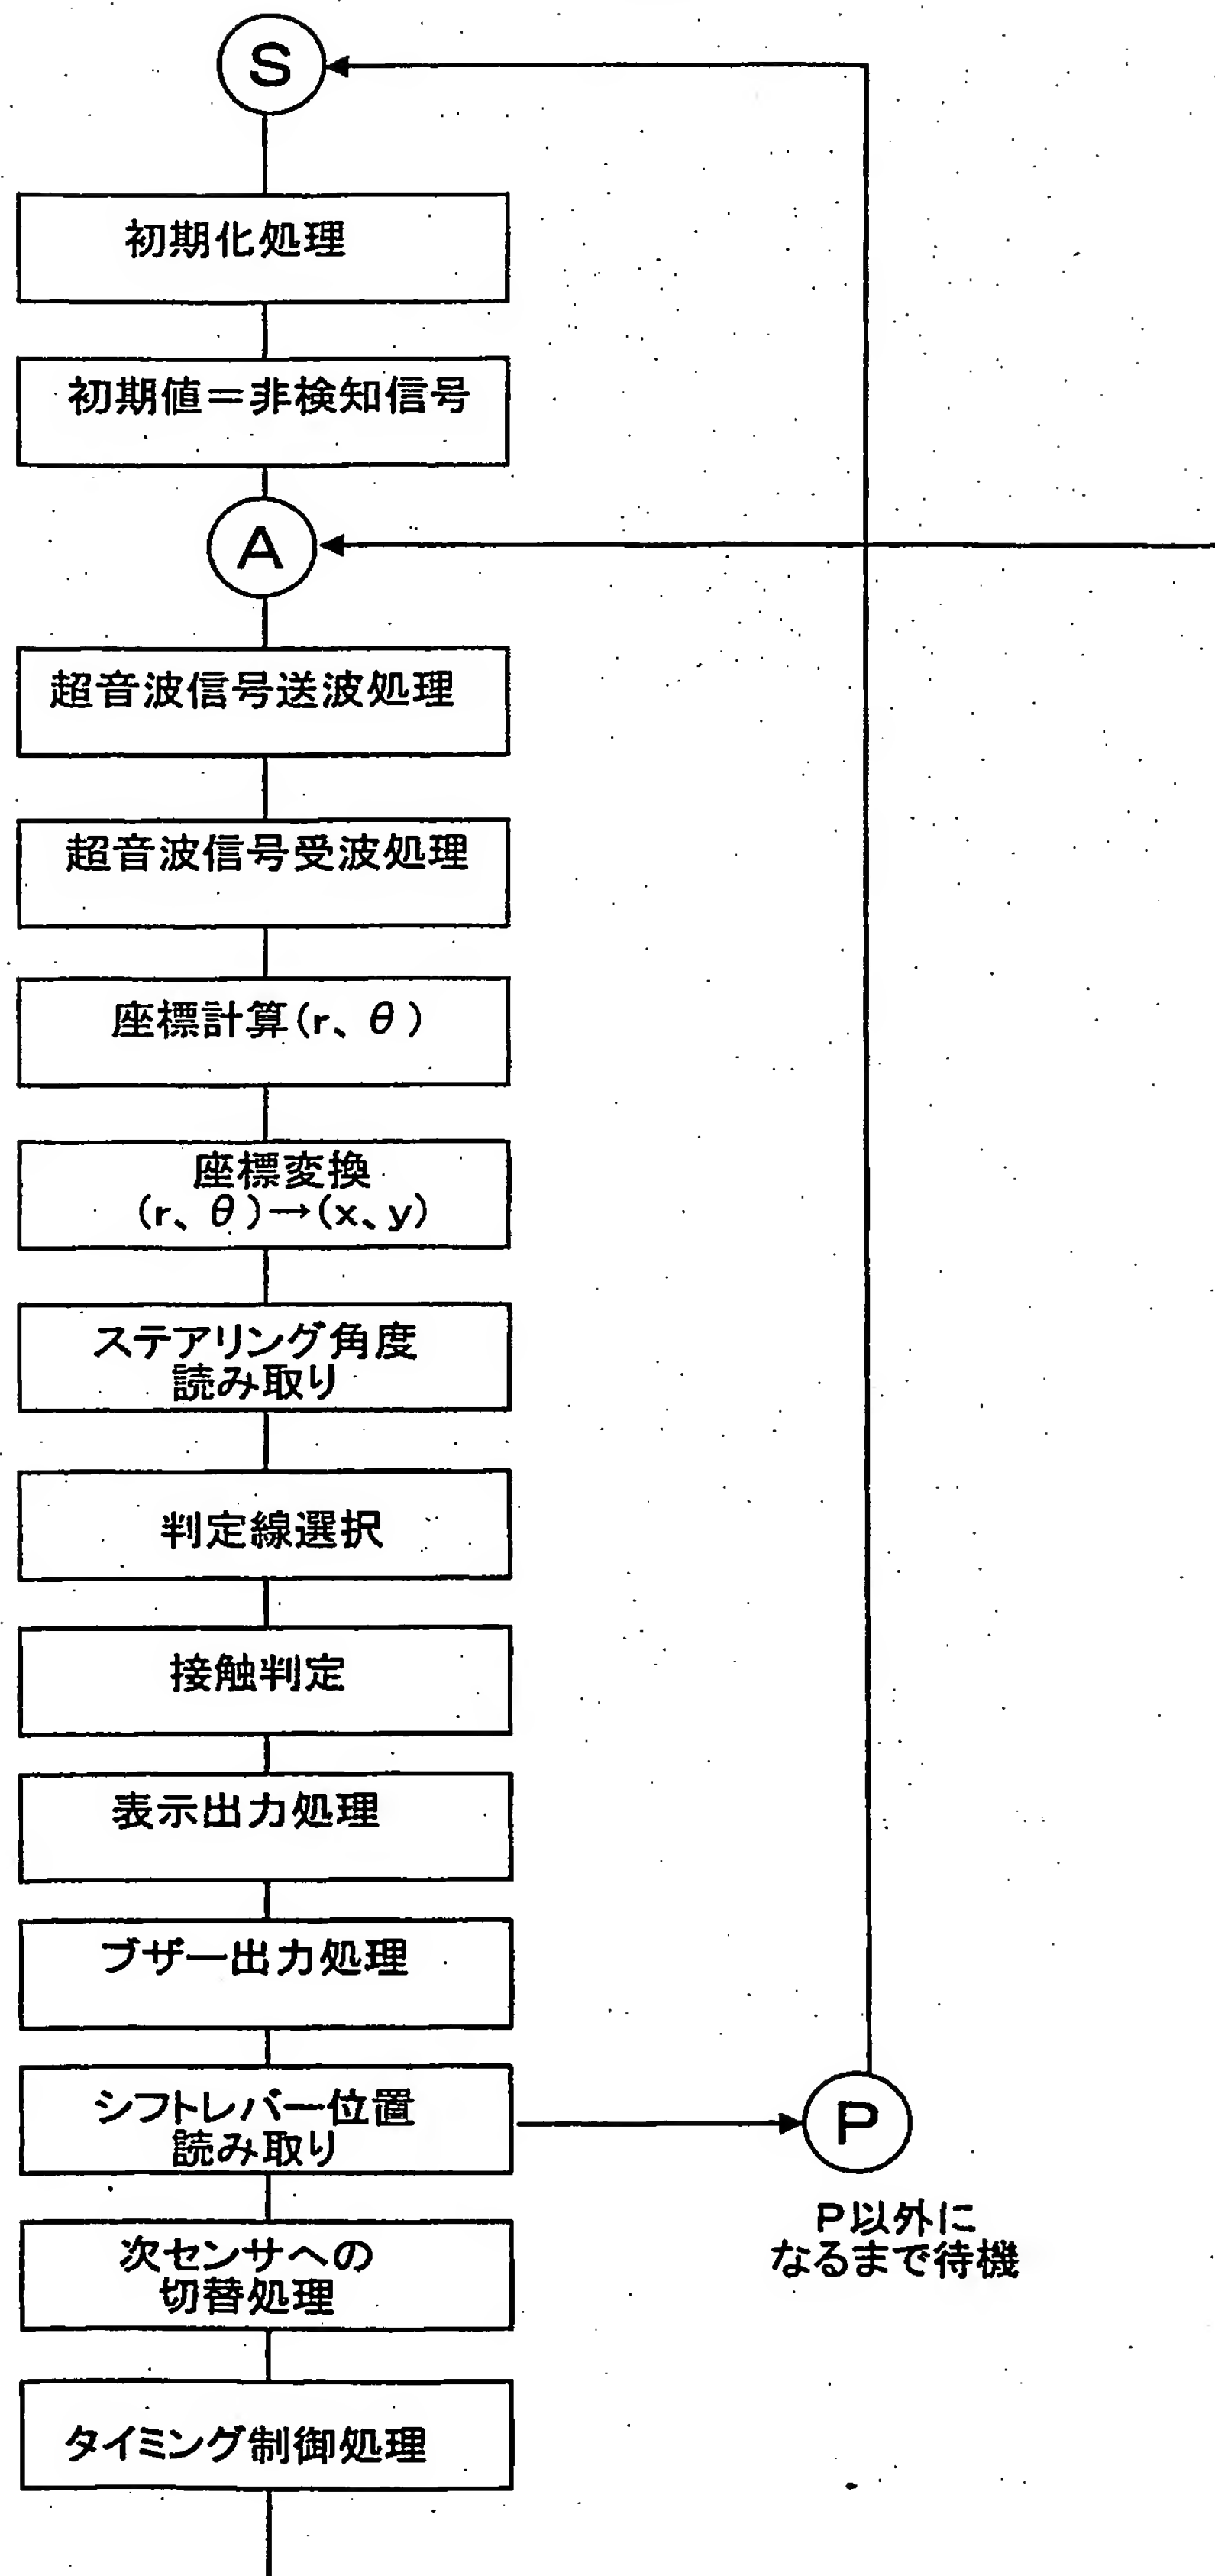 S
初期化処理
初期値＝非検知信号
A
超音波信号送波処理
超音波信号受波処理
座標計算(r、θ)
座標変換
(r、θ)→(x、y)
ステアリング角度
読み取り
判定線選択
接触判定
表示出力処理
ブザー出力処理
シフトレバー位置
読み取り
P
P以外に
なるまで待機
次センサへの
切替処理
タイミング制御処理